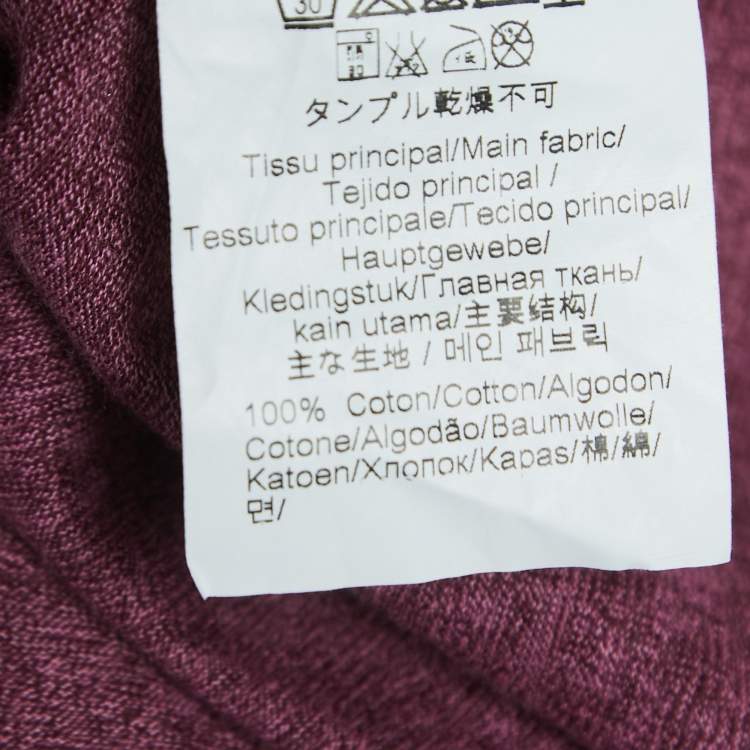 30
タンブル乾燥不可
Tissu principal/Main fabric/
Tejido principal /
Tessuto principale/Tecido principal/
Hauptgewebe/
Kledingstuk/Главная ткань/
kain utama/主要结构/
主な生地 / 메인 패브릭
100% Coton/Cotton/Algodon/
Cotone/Algodão/Baumwolle/
Katoen/Хлопок/Kapas/棉/綿/
면/